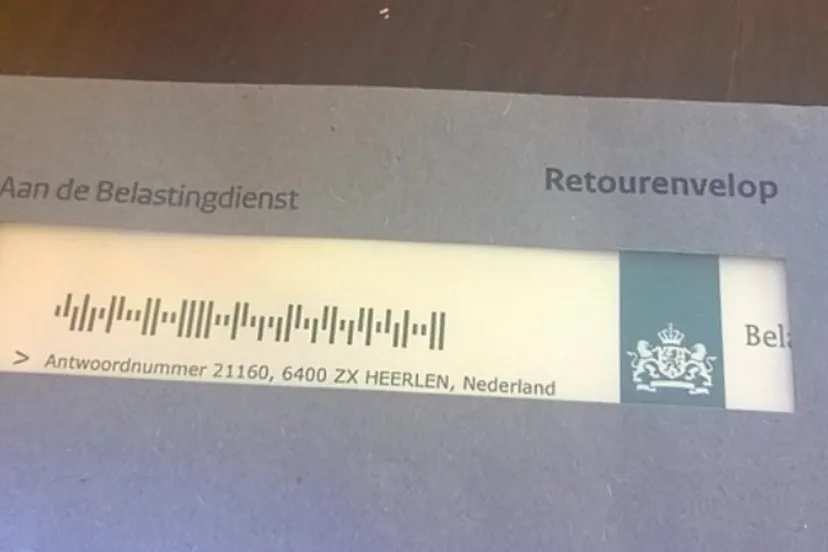 Retourenvelop
Aan de Belastingdienst
> Antwoordnummer 21160, 6400 ZX HEERLEN, Nederland